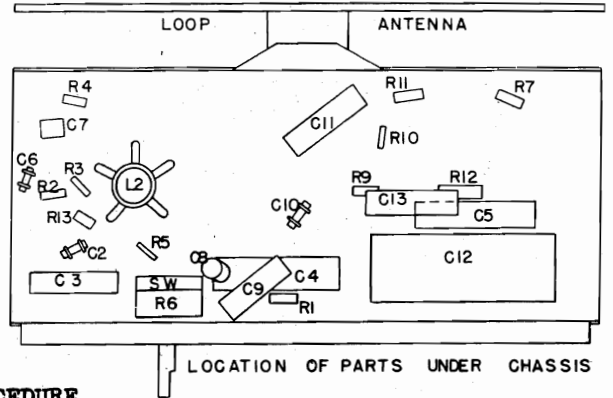 LOOP ANTENNA
R4
R11
R7
C7
C11
R10
C6
R3
R2
L2
R9
R12
C13
R13
C10
C5
C2
R5
C8
C12
C3
SW
C4
R6
C9
R1
LOCATION OF PARTS UNDER CHASSIS
CEDURE